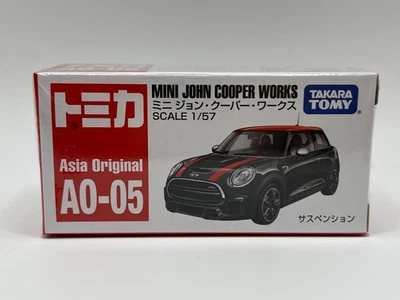 トミカ
Asia Original
AO-05
MINI JOHN COOPER WORKS
ミニ ジョン・クーパー・ワークス
SCALE 1/57
TAKARA
TOMY
サスペンション